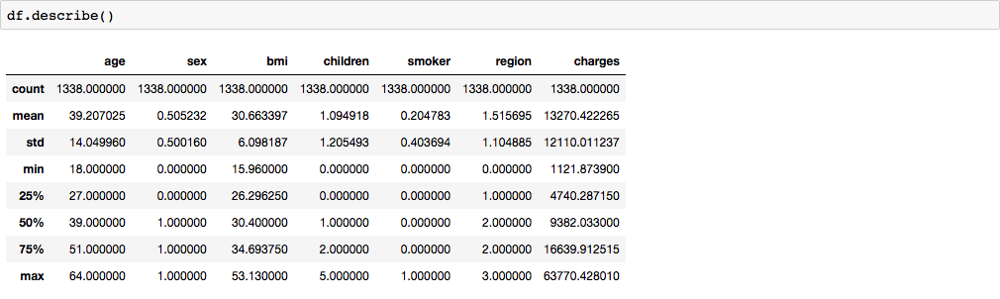 df.describe()
age sex bmi children smoker region charges
count 1338.000000 1338.000000 1338.000000 1338.000000 1338.000000 1338.000000 1338.000000
mean 39.207025 0.505232 30.663397 1.094918 0.204783 1.515695 13270.422265
std 14.049960 0.500160 6.098187 1.205493 0.403694 1.104885 12110.011237
min 18.000000 0.000000 15.960000 0.000000 0.000000 0.000000 1121.873900
25% 27.000000 0.000000 26.296250 0.000000 0.000000 1.000000 4740.287150
50% 39.000000 1.000000 30.400000 1.000000 0.000000 2.000000 9382.033000
75% 51.000000 1.000000 34.693750 2.000000 0.000000 2.000000 16639.912515
max 64.000000 1.000000 53.130000 5.000000 1.000000 3.000000 63770.428010